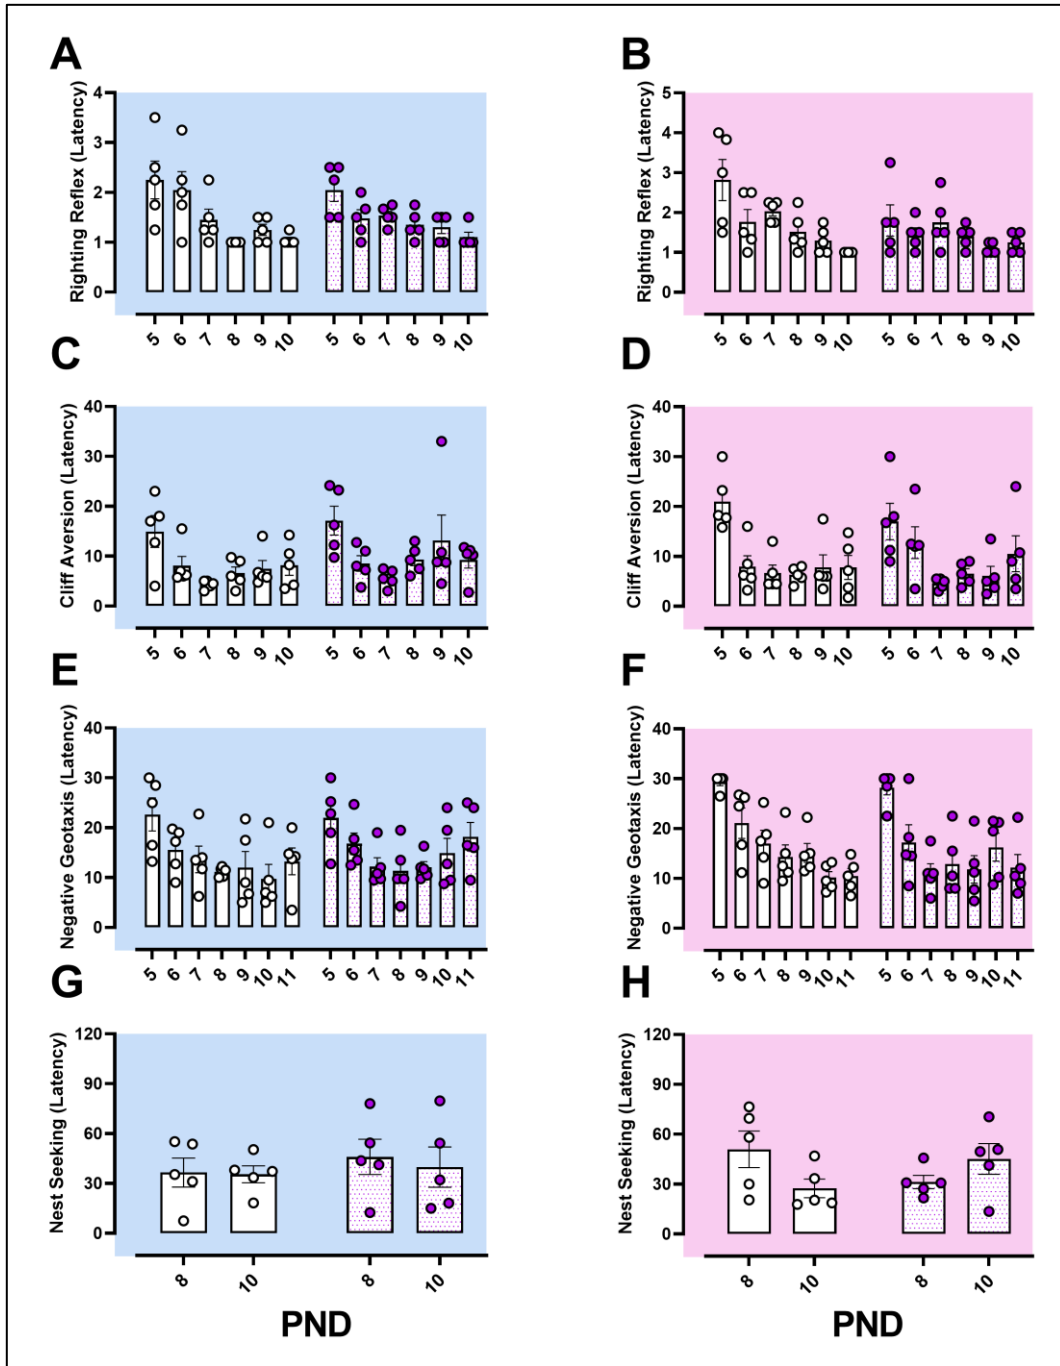 A
B
Righting Reflex (Latency)
4
3
2
1
0
5 6 7 8 9 10 5 6 7 8 9 10
Righting Reflex (Latency)
5
4
3
2
1
0
5 6 7 8 9 10 5 6 7 8 9 10
C
D
Cliff Aversion (Latency)
40
30
20
10
0
5 6 7 8 9 10 5 6 7 8 9 10
Cliff Aversion (Latency)
40
30
20
10
0
5 6 7 8 9 10 5 6 7 8 9 10
E
F
Negative Geotaxis (Latency)
40
30
20
10
0
5 6 7 8 9 10 11 5 6 7 8 9 10 11
Negative Geotaxis (Latency)
40
30
20
10
0
5 6 7 8 9 10 11 5 6 7 8 9 10 11
G
H
Nest Seeking (Latency)
120
90
60
30
0
8 10 8 10
Nest Seeking (Latency)
120
90
60
30
0
8 10 8 10
PND
PND